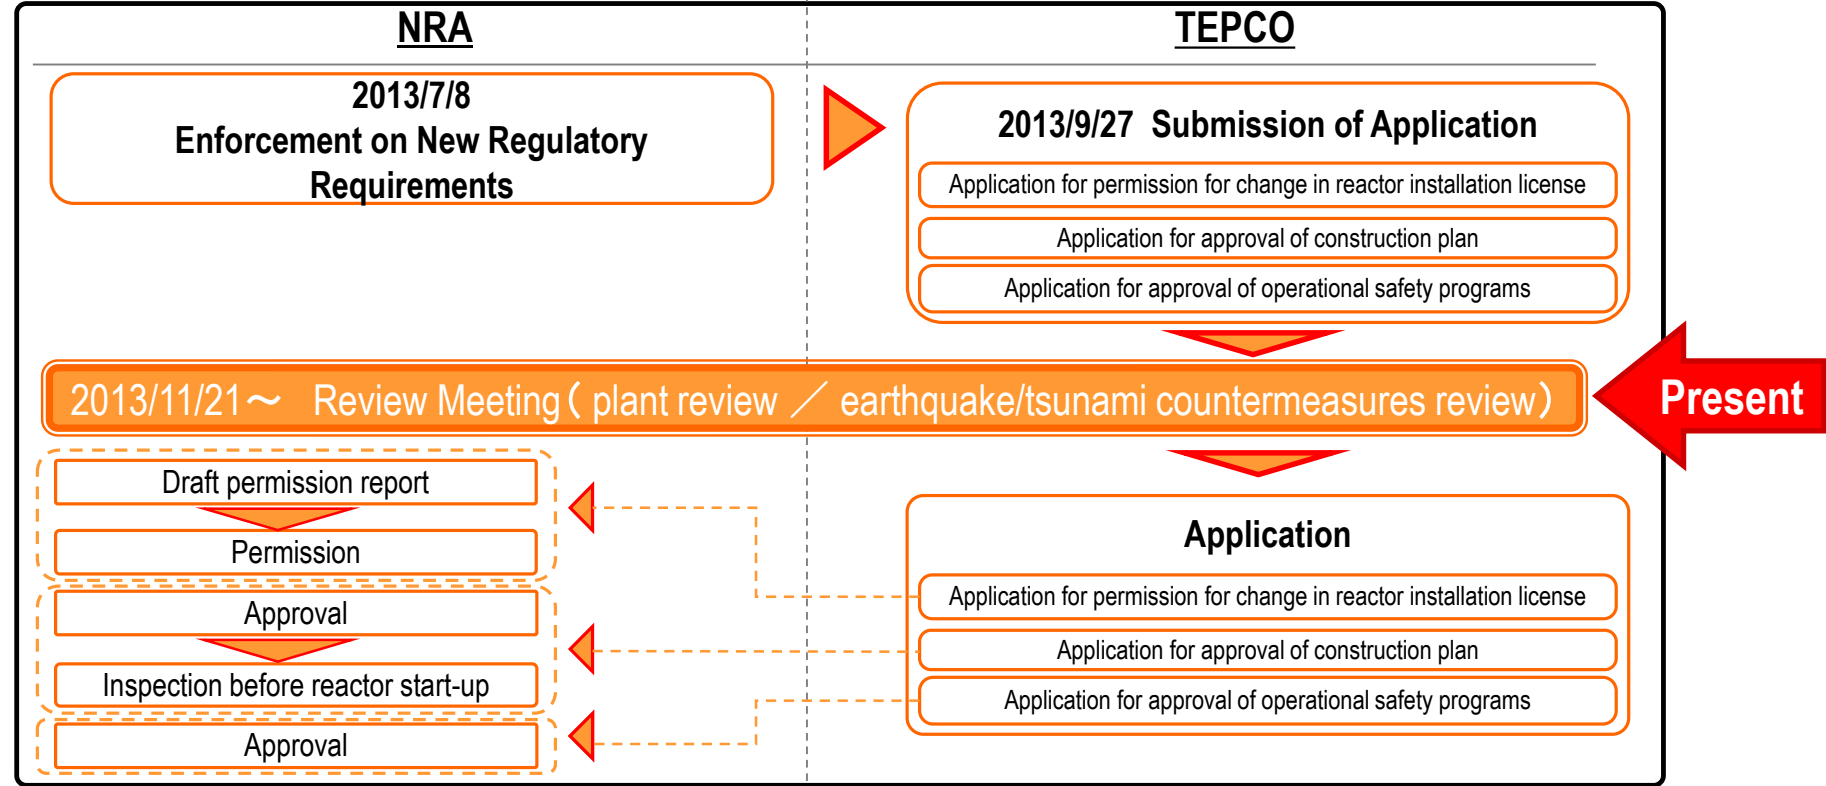 NRA
TEPCO
2013/7/8
Enforcement on New Regulatory
Requirements
2013/9/27  Submission of Application
Application for permission for change in reactor installation license
Application for approval of construction plan
Application for approval of operational safety programs
2013/11/21～　Review Meeting（ plant review ／ earthquake/tsunami countermeasures review）
Present
Draft permission report
Permission
Approval
Inspection before reactor start-up
Approval
Application
Application for permission for change in reactor installation license
Application for approval of construction plan
Application for approval of operational safety programs